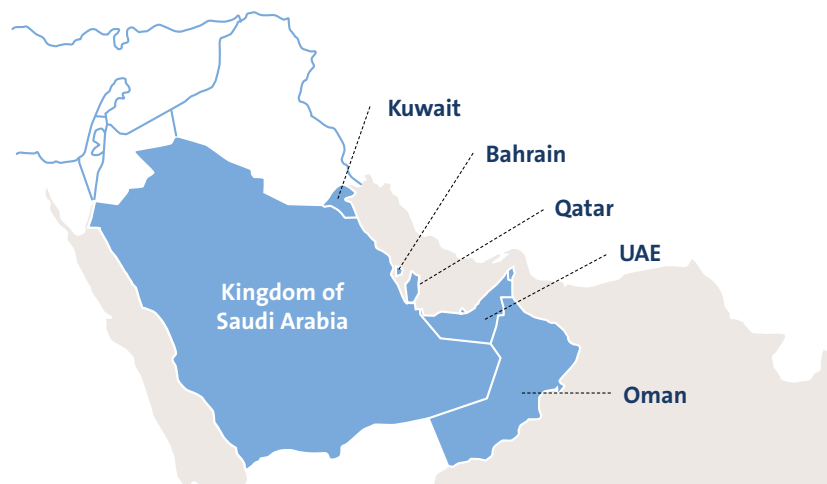 Kuwait
Bahrain
Qatar
UAE
Kingdom of
Saudi Arabia
Oman